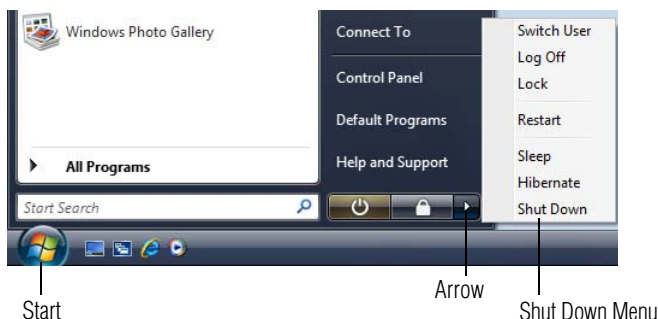 Windows Photo Gallery
All Programs
Start Search
Connect To
Control Panel
Default Programs
Help and Support
Switch User
Log Off
Lock
Restart
Sleep
Hibernate
Shut Down
Start
Arrow
Shut Down Menu